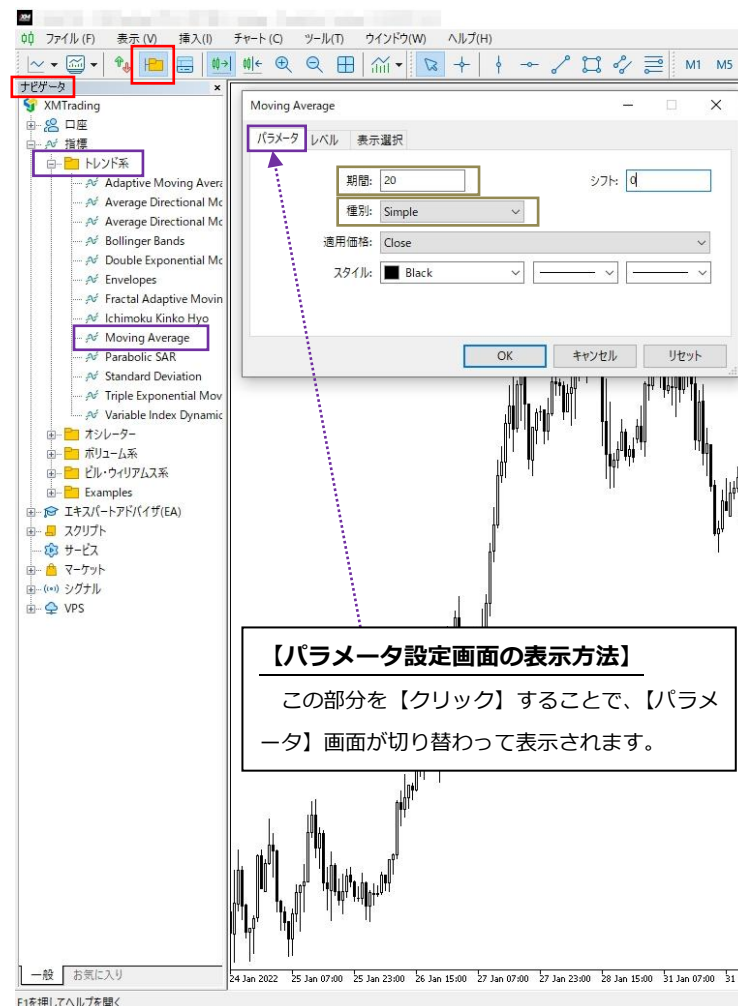 XM
ファイル(F) 表示(V) 挿入(I) チャート(C) ツール(T) ウインドウ(W) ヘルプ(H)
M1 M5
ナビゲータ ×
XMTrading
口座
指標
トレンド系
Adaptive Moving Avera
Average Directional Mo
Average Directional Mo
Bollinger Bands
Double Exponential Mo
Envelopes
Fractal Adaptive Movin
Ichimoku Kinko Hyo
Moving Average
Parabolic SAR
Standard Deviation
Triple Exponential Mov
Variable Index Dynamic
オシレーター
ボリューム系
ビル・ウィリアムス系
Examples
エキスパートアドバイザ(EA)
スクリプト
サービス
マーケット
シグナル
VPS
Moving Average
パラメータ レベル 表示選択
期間: 20 シフト: 0
種別: Simple
適用価格: Close
スタイル: Black
OK キャンセル リセット
【パラメータ設定画面の表示方法】
この部分を【クリック】することで、【パラメ
ータ】画面が切り替わって表示されます。
24 Jan 2022 25 Jan 07:00 25 Jan 23:00 26 Jan 15:00 27 Jan 07:00 27 Jan 23:00 28 Jan 15:00 31 Jan 07:00 31
一般 お気に入り
F1を押してヘルプを開く